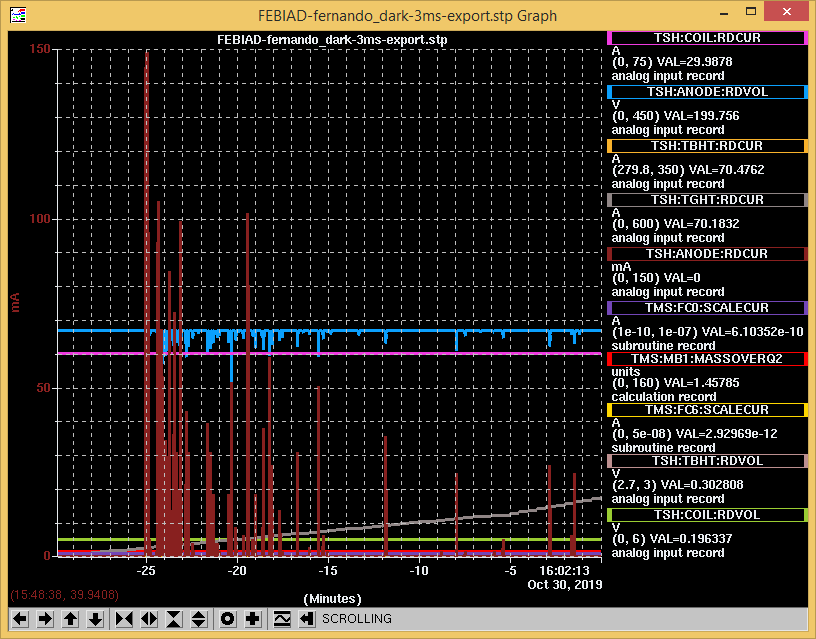 FEBIAD-fernando_dark-3ms-export.stp Graph
FEBIAD-fernando_dark-3ms-export.stp
150
100
50
0
mA
-25
-20
-15
-10
-5
16:02:13
Oct 30, 2019
(Minutes)
(15:48:38, 39.9408)
SCROLLING
TSH:COIL:RDCUR
A
(0, 75) VAL=29.9878
analog input record
TSH:ANODE:RDVOL
V
(0, 450) VAL=199.756
analog input record
TSH:TBHT:RDCUR
A
(279.8, 350) VAL=70.4762
analog input record
TSH:TGHT:RDCUR
A
(0, 600) VAL=70.1832
analog input record
TSH:ANODE:RDCUR
mA
(0, 150) VAL=0
analog input record
TMS:FC0:SCALECUR
A
(1e-10, 1e-07) VAL=6.10352e-10
subroutine record
TMS:MB1:MASSOVERQ2
units
(0, 160) VAL=1.45785
calculation record
TMS:FC6:SCALECUR
A
(0, 5e-08) VAL=2.92969e-12
subroutine record
TSH:TBHT:RDVOL
V
(2.7, 3) VAL=0.302808
analog input record
TSH:COIL:RDVOL
V
(0, 6) VAL=0.196337
analog input record